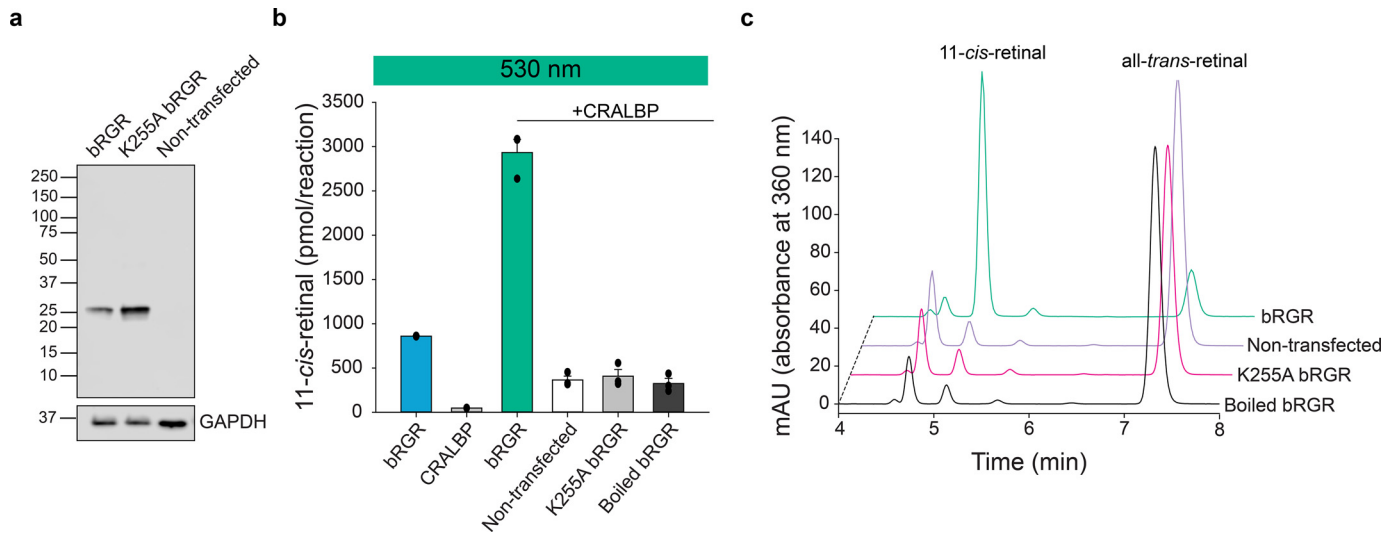 a
bRGR
K255A bRGR
Non-transfected
250
150
100
75
50
37
25
20
15
10
37
GAPDH
b
530 nm
+CRALBP
11-cis-retinal (pmol/reaction)
3500
3000
2500
2000
1500
1000
500
0
bRGR
CRALBP
bRGR
Non-transfected
K255A bRGR
Boiled bRGR
c
11-cis-retinal
all-trans-retinal
mAU (absorbance at 360 nm)
140
120
100
80
60
40
20
0
bRGR
Non-transfected
K255A bRGR
Boiled bRGR
4 5 6 7 8
Time (min)